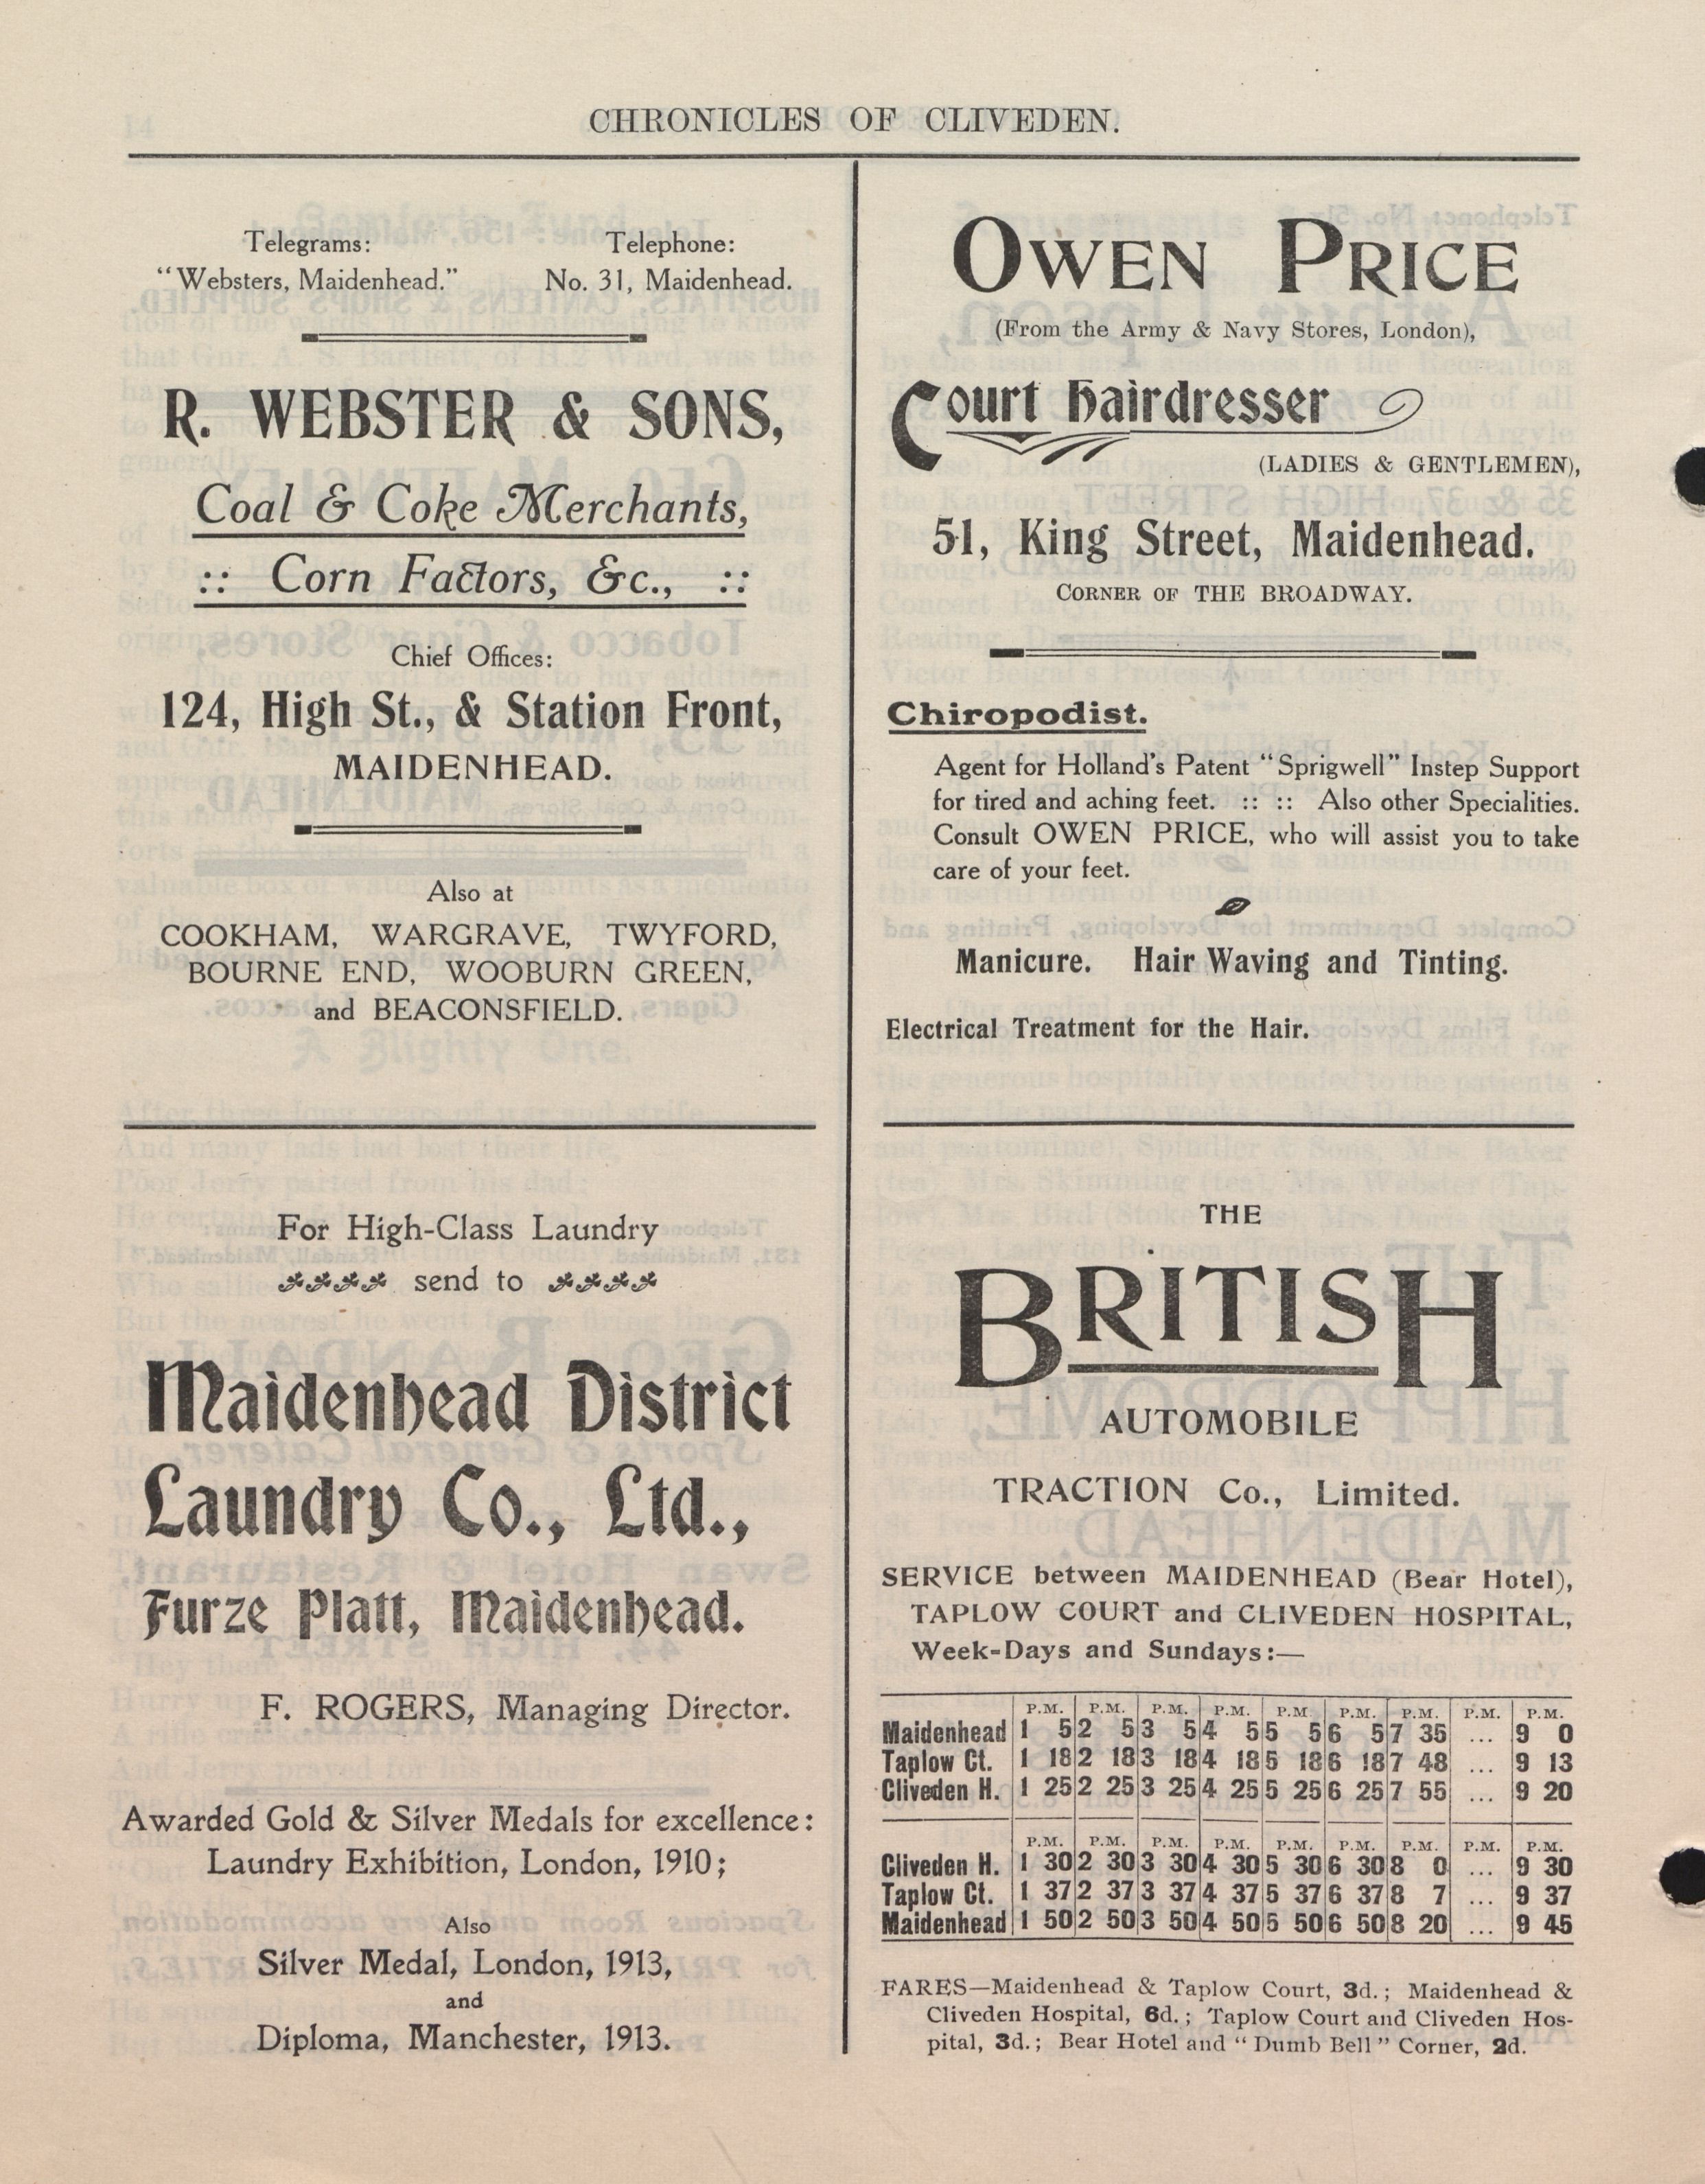 CHRONICLES OF CLIVEDEN.
Telegrams: Telephone:
"Websters, Maidenhead." No. 31, Maidenhead.
R. WEBSTER & SONS,
Coal & Coke Merchants,
:: Corn Factors, &c., ::
Chief Offices:
124, High St., & Station Front,
MAIDENHEAD.
Also at
COOKHAM, WARGRAVE, TWYFORD,
BOURNE END, WOOBURN GREEN,
and BEACONSFIELD.
For High-Class Laundry
send to
Maidenhead District
Laundry Co., Ltd.,
Furze Platt, Maidenhead.
F. ROGERS, Managing Director.
Awarded Gold & Silver Medals for excellence:
Laundry Exhibition, London, 1910;
Also
Silver Medal, London, 1913,
and
Diploma, Manchester, 1913.
OWEN PRICE
(From the Army & Navy Stores, London),
Court Hairdresser
(LADIES & GENTLEMEN),
51, King Street, Maidenhead.
CORNER OF THE BROADWAY.
Chiropodist.
Agent for Holland's Patent "Sprigwell" Instep Support
for tired and aching feet. :: :: Also other Specialities.
Consult OWEN PRICE, who will assist you to take
care of your feet.
Manicure. Hair Waving and Tinting.
Electrical Treatment for the Hair.
THE
BRITISH
AUTOMOBILE
TRACTION Co., Limited.
SERVICE between MAIDENHEAD (Bear Hotel),
TAPLOW COURT and CLIVEDEN HOSPITAL,
Week-Days and Sundays:—
P.M. P.M. P.M. P.M. P.M. P.M. P.M. P.M. P.M.
Maidenhead 1 5 2 5 3 5 4 5 5 5 6 5 7 35 ... 9 0
Taplow Ct. 1 18 2 18 3 18 4 18 5 18 6 18 7 48 ... 9 13
Cliveden H. 1 25 2 25 3 25 4 25 5 25 6 25 7 55 ... 9 20
P.M. P.M. P.M. P.M. P.M. P.M. P.M. P.M. P.M.
Cliveden H. 1 30 2 30 3 30 4 30 5 30 6 30 8 0 ... 9 30
Taplow Ct. 1 37 2 37 3 37 4 37 5 37 6 37 8 7 ... 9 37
Maidenhead 1 50 2 50 3 50 4 50 5 50 6 50 8 20 ... 9 45
FARES—Maidenhead & Taplow Court, 3d.; Maidenhead &
Cliveden Hospital, 6d.; Taplow Court and Cliveden Hos-
pital, 3d.; Bear Hotel and "Dumb Bell" Corner, 2d.